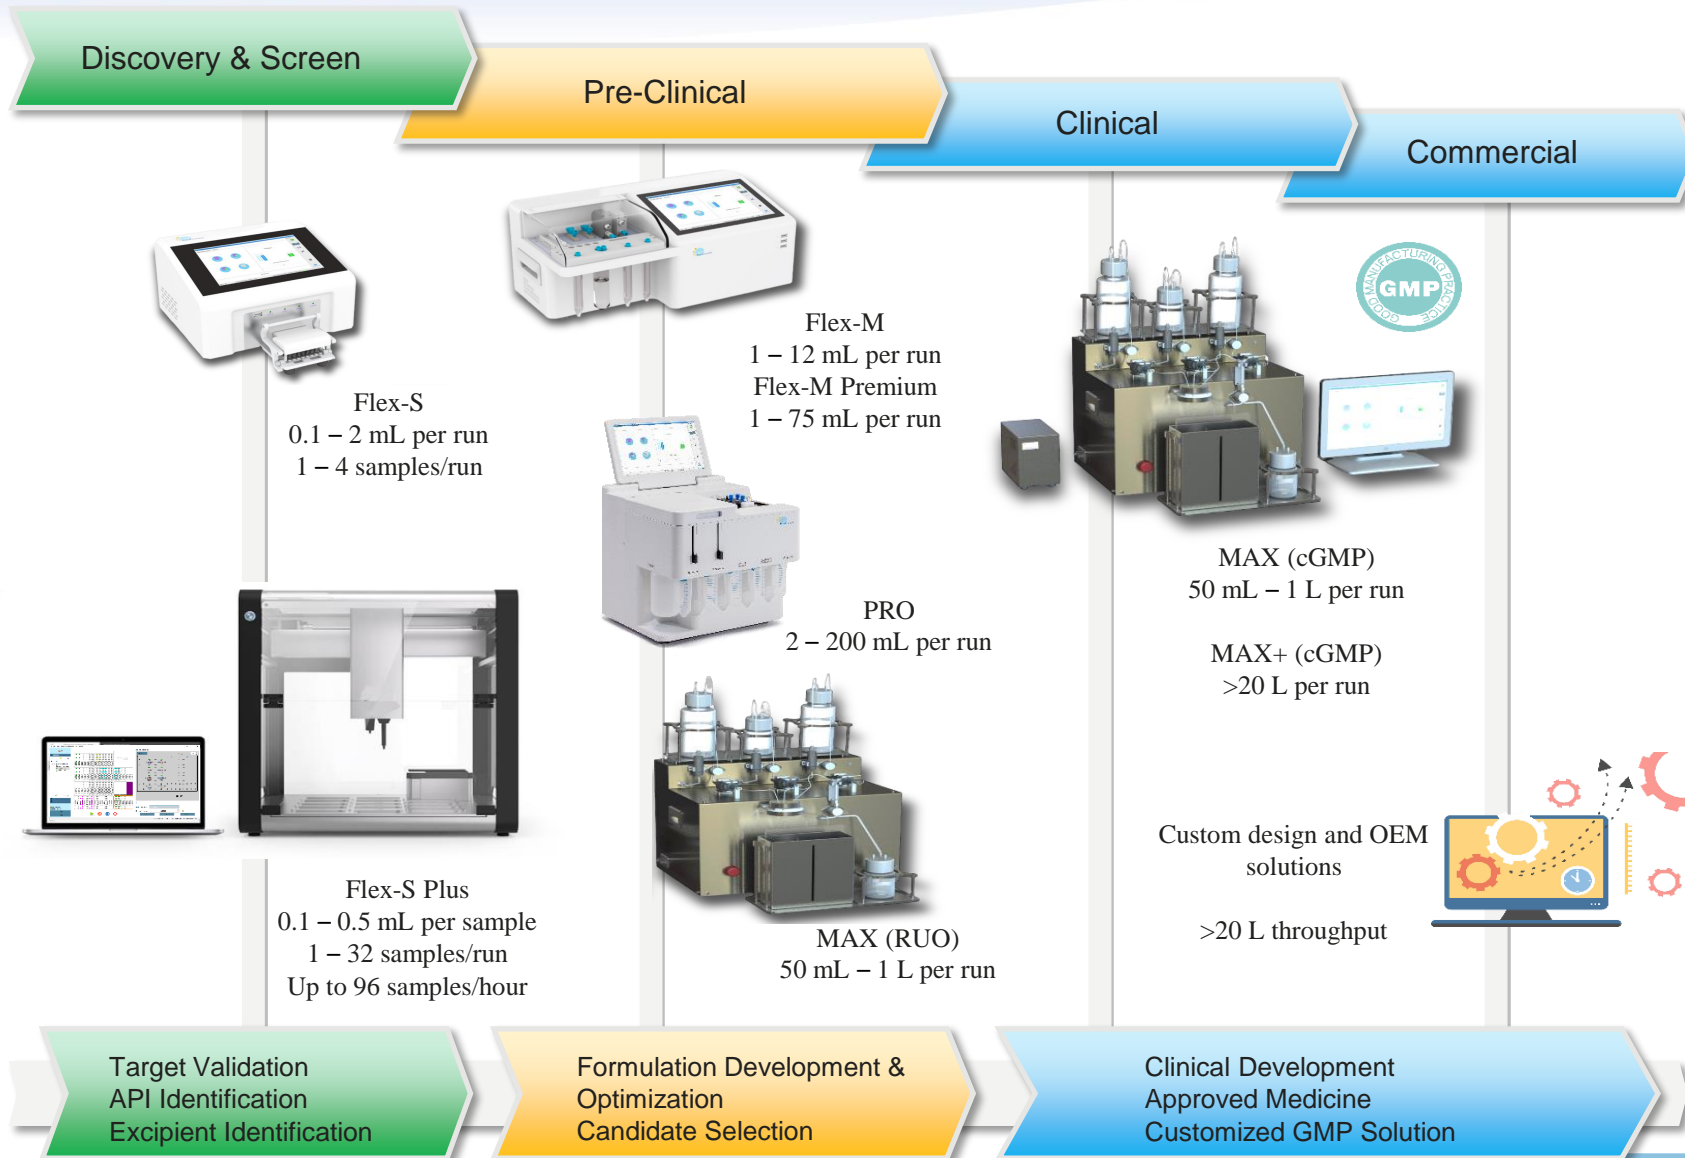 Discovery & Screen
Pre-Clinical
Clinical
Commercial
Flex-S
0.1 – 2 mL per run
1 – 4 samples/run
Flex-M
1 – 12 mL per run
Flex-M Premium
1 – 75 mL per run
GOOD MANUFACTURING PRACTICE
GMP
PRO
2 – 200 mL per run
MAX (cGMP)
50 mL – 1 L per run
MAX+ (cGMP)
>20 L per run
Flex-S Plus
0.1 – 0.5 mL per sample
1 – 32 samples/run
Up to 96 samples/hour
MAX (RUO)
50 mL – 1 L per run
Custom design and OEM
solutions
>20 L throughput
Target Validation
API Identification
Excipient Identification
Formulation Development &
Optimization
Candidate Selection
Clinical Development
Approved Medicine
Customized GMP Solution